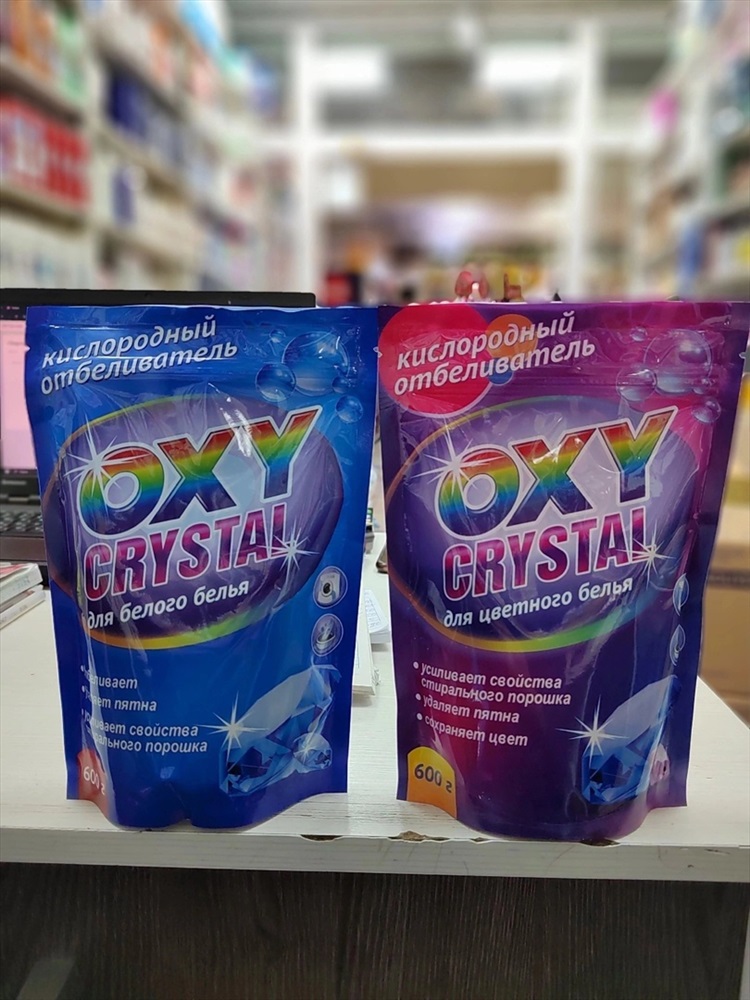 кислородный
отбеливатель
OXY
CRYSTAL
для белого белья
пятна
свойства
порошка
600 г
кислородный
отбеливатель
OXY
CRYSTAL
для цветного белья
• усиливает свойства
стирального порошка
• удаляет пятна
• сохраняет цвет
600 г